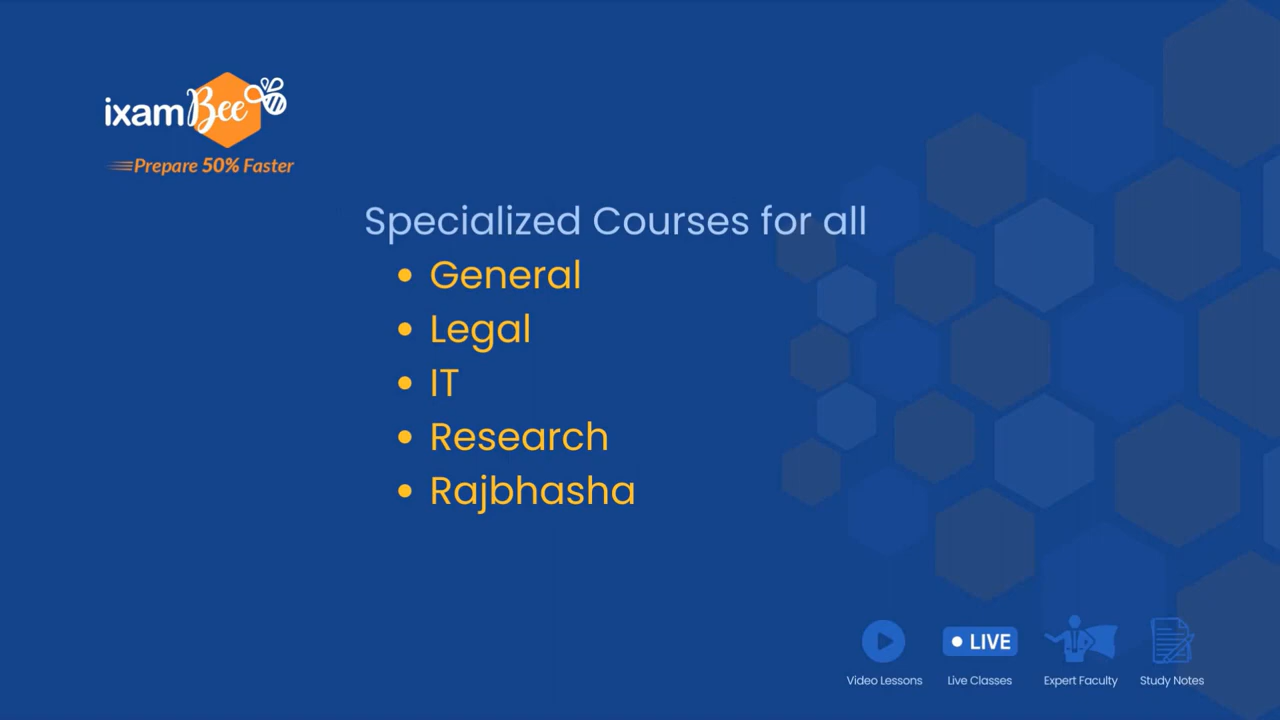 ixamBee
Prepare 50% Faster
Specialized Courses for all
• General
• Legal
• IT
• Research
• Rajbhasha
LIVE
Video Lessons
Live Classes
Expert Faculty
Study Notes